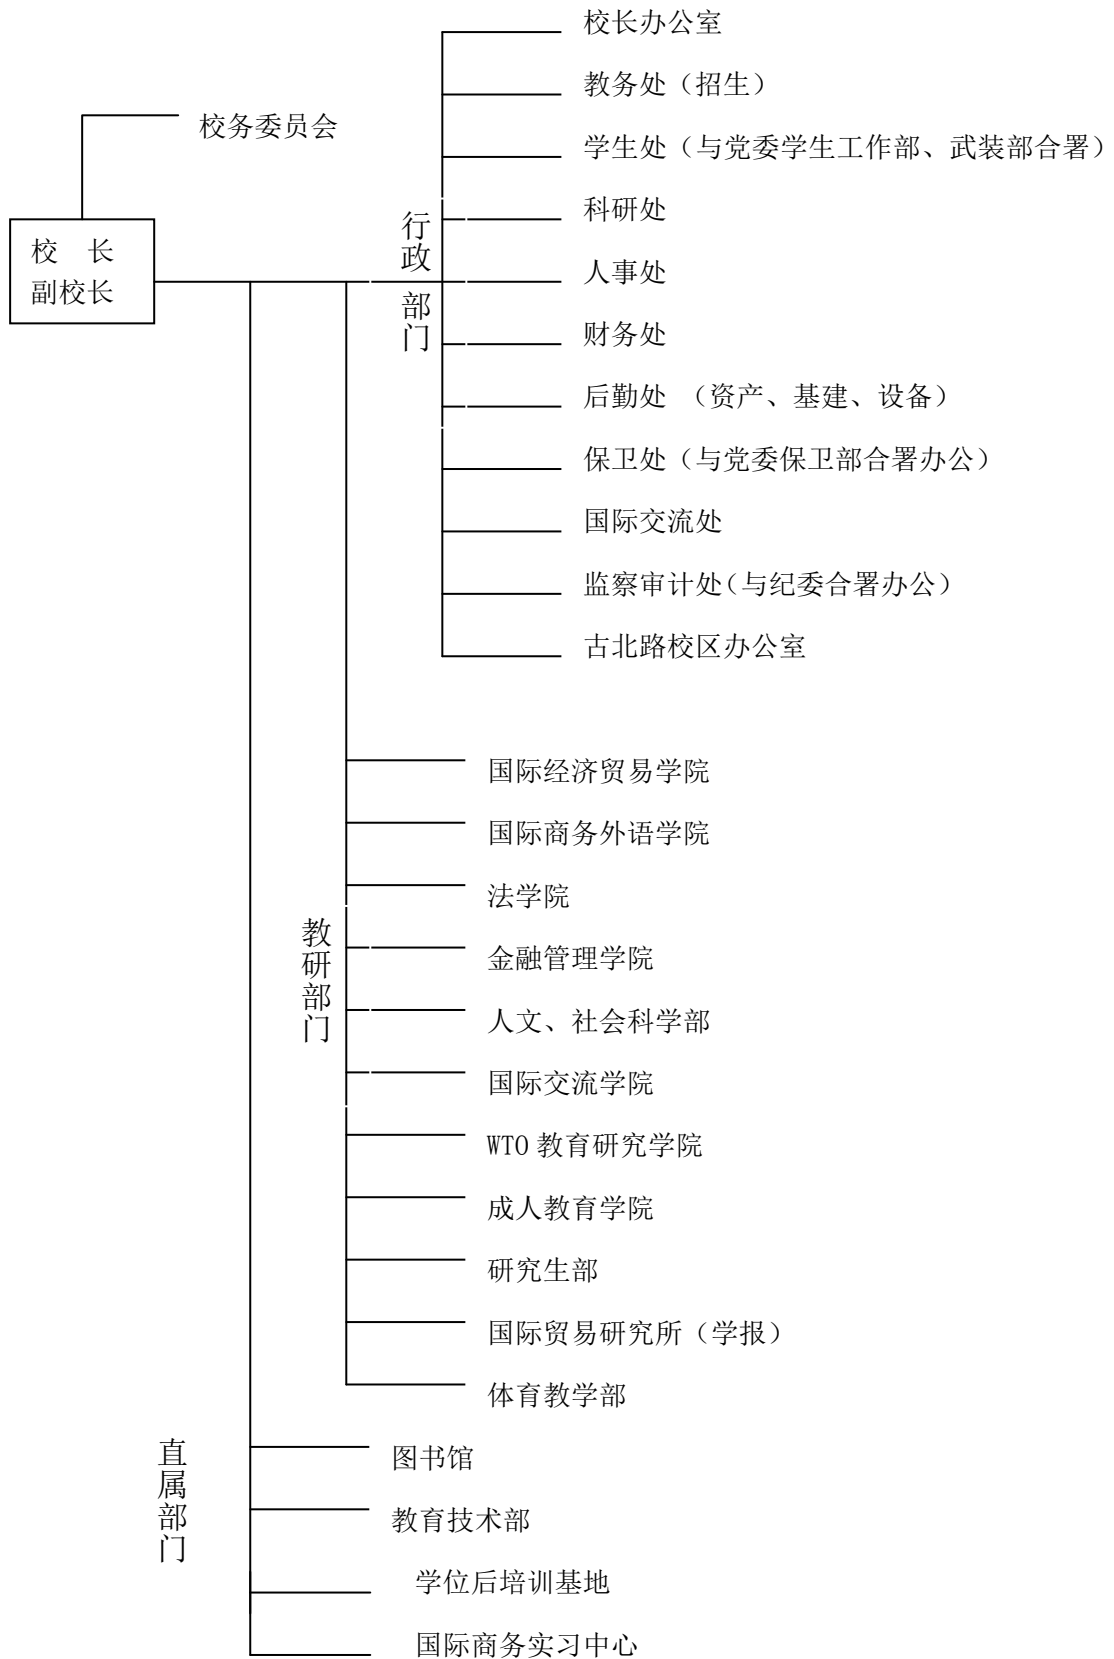 校务委员会
校　长
副校长
行政部门
校长办公室
教务处（招生）
学生处（与党委学生工作部、武装部合署）
科研处
人事处
财务处
后勤处　（资产、基建、设备）
保卫处（与党委保卫部合署办公）
国际交流处
监察审计处（与纪委合署办公）
古北路校区办公室
教研部门
国际经济贸易学院
国际商务外语学院
法学院
金融管理学院
人文、社会科学部
国际交流学院
WTO 教育研究学院
成人教育学院
研究生部
国际贸易研究所（学报）
体育教学部
直属部门
图书馆
教育技术部
学位后培训基地
国际商务实习中心